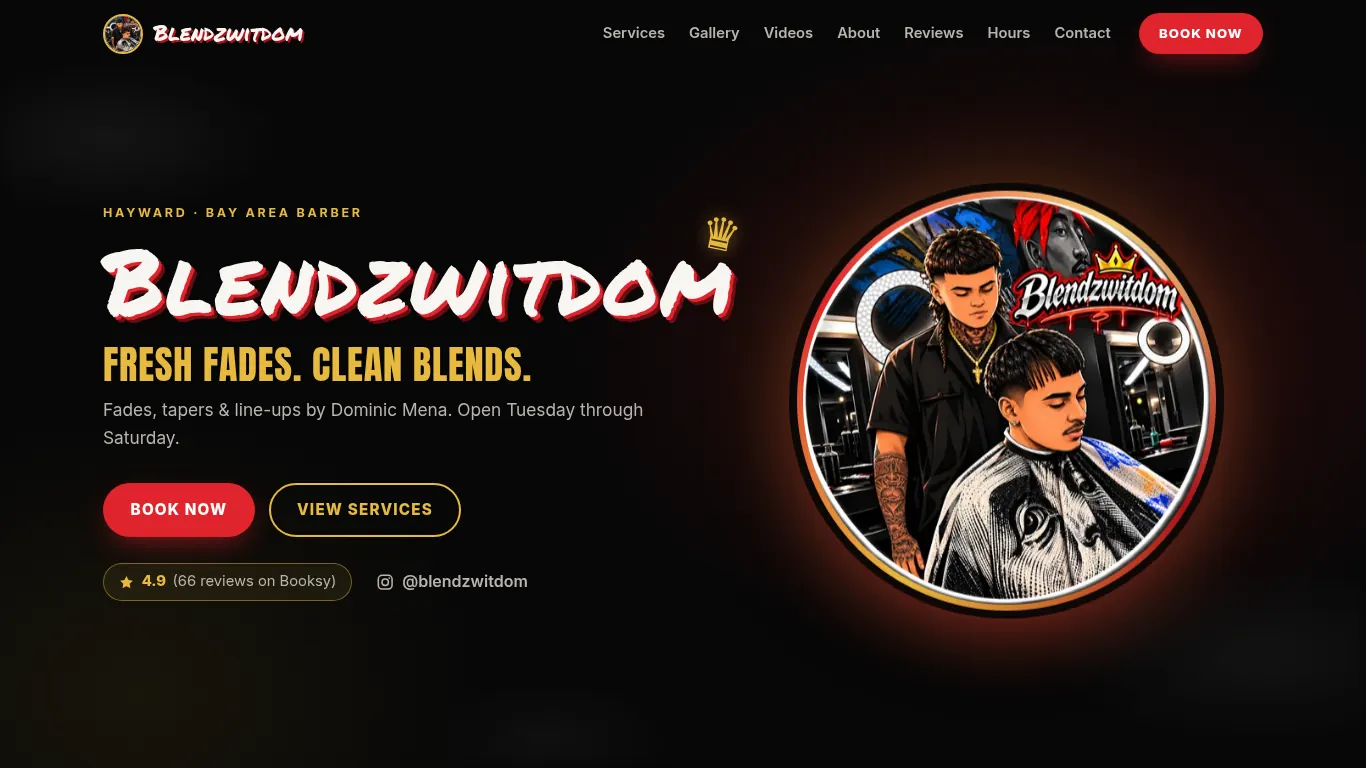 Blendzwitdom
Services
Gallery
Videos
About
Reviews
Hours
Contact
BOOK NOW
HAYWARD · BAY AREA BARBER
BLENDZWITDOM
FRESH FADES. CLEAN BLENDS.
Fades, tapers & line-ups by Dominic Mena. Open Tuesday through
Saturday.
BOOK NOW
VIEW SERVICES
4.9 (66 reviews on Booksy)
@blendzwitdom
Blendzwitdom